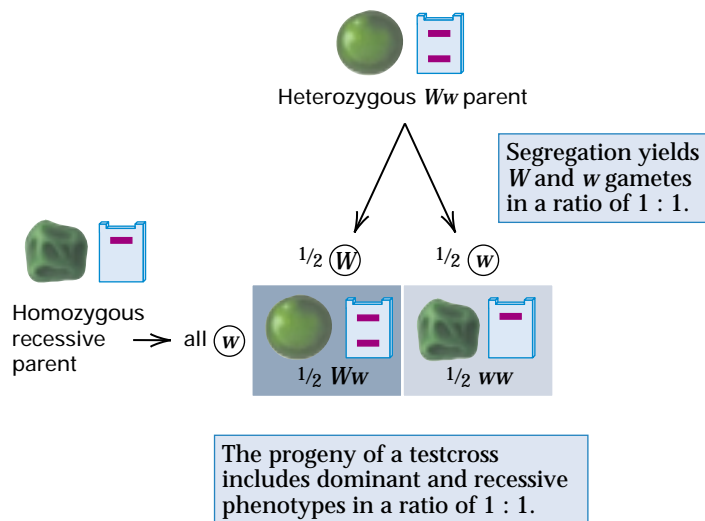 Heterozygous Ww parent
Segregation yields
W and w gametes
in a ratio of 1 : 1.
1/2 W
1/2 w
Homozygous
recessive
parent
all w
1/2 Ww
1/2 ww
The progeny of a testcross
includes dominant and recessive
phenotypes in a ratio of 1 : 1.